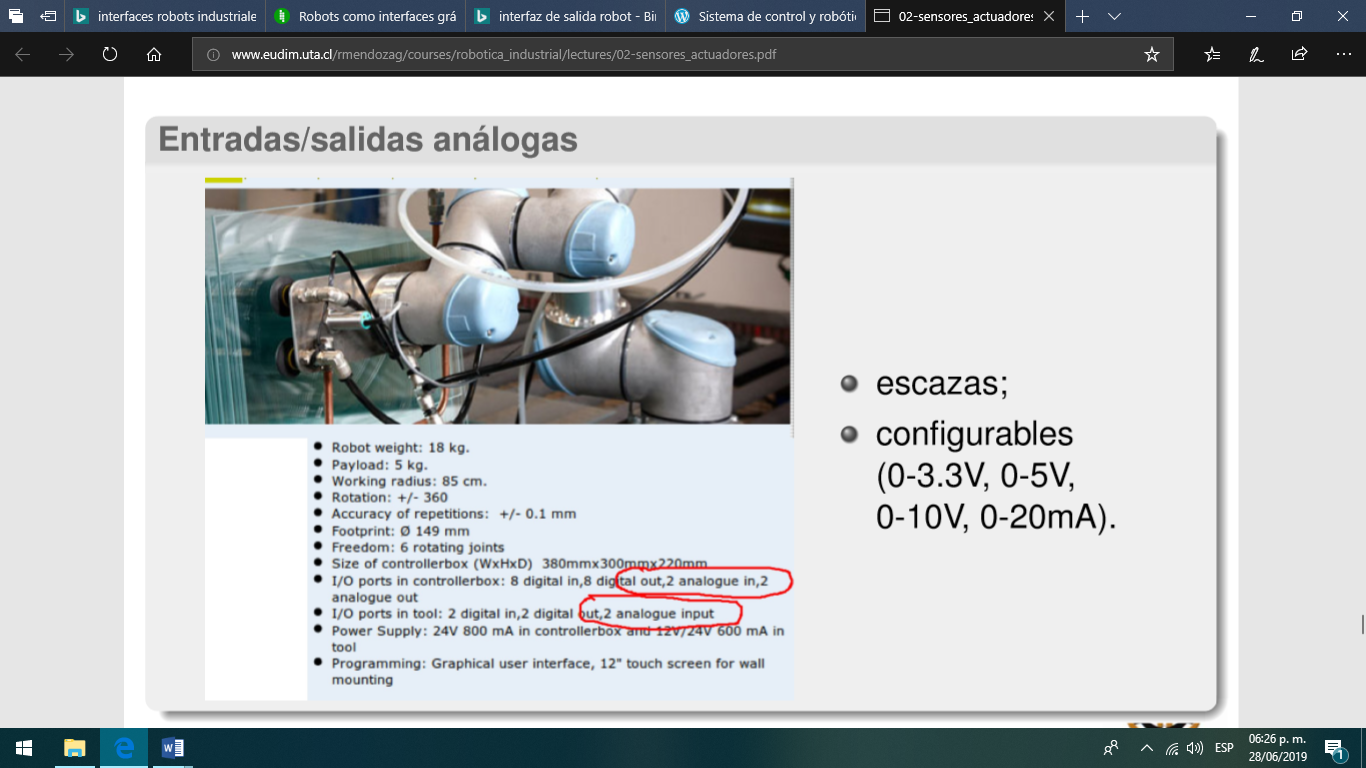 interfaces robots industriale
Robots como interfaces grá
interfaz de salida robot - Bin
Sistema de control y robótic
02-sensores_actuadores
www.eudim.uta.cl/rmendozag/courses/robotica_industrial/lectures/02-sensores_actuadores.pdf
Entradas/salidas análogas
Robot weight: 18 kg.
Payload: 5 kg.
Working radius: 85 cm.
Rotation: +/- 360
Accuracy of repetitions: +/- 0.1 mm
Footprint: Ø 149 mm
Freedom: 6 rotating joints
Size of controllerbox (WxHxD) 380mmx300mmx220mm
I/O ports in controllerbox: 8 digital in,8 digital out,2 analogue in,2
analogue out
I/O ports in tool: 2 digital in,2 digital out,2 analogue input
Power Supply: 24V 800 mA in controllerbox and 12V/24V 600 mA in
tool
Programming: Graphical user interface, 12" touch screen for wall
mounting
escazas;
configurables
(0-3.3V, 0-5V,
0-10V, 0-20mA).
ESP
06:26 p. m.
28/06/2019
1